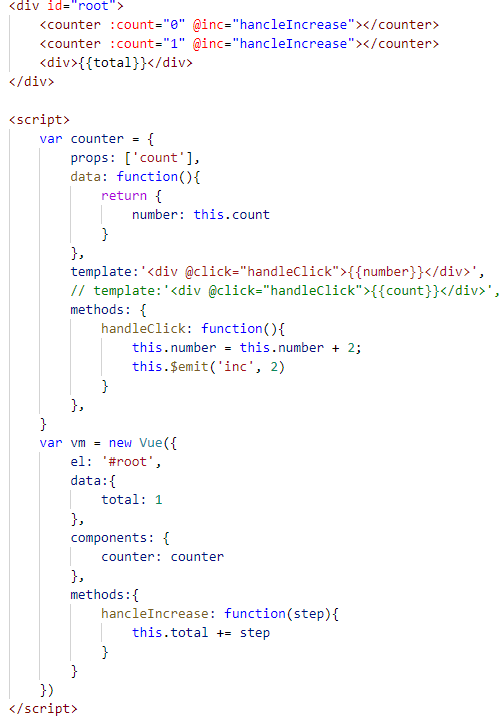 <div id="root">
    <counter :count="0" @inc="hancleIncrease"></counter>
    <counter :count="1" @inc="hancleIncrease"></counter>
    <div>{{total}}</div>
</div>

<script>
    var counter = {
        props: ['count'],
        data: function(){
            return {
                number: this.count
            }
        },
        template:'<div @click="handleClick">{{number}}</div>',
        // template:'<div @click="handleClick">{{count}}</div>',
        methods: {
            handleClick: function(){
                this.number = this.number + 2;
                this.$emit('inc', 2)
            }
        },
    }
    var vm = new Vue({
        el: '#root',
        data:{
            total: 1
        },
        components: {
            counter: counter
        },
        methods:{
            hancleIncrease: function(step){
                this.total += step
            }
        }
    })
</script>